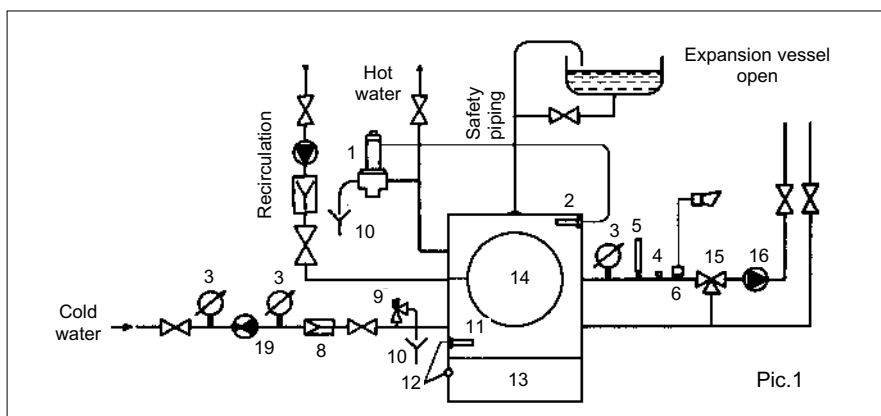 Hot
water
Expansion vessel
open
Safety
piping
Recirculation
1
2
10
3
5
4
6
15
16
14
3
3
9
11
Cold
water
19
8
10
12
13
Pic.1